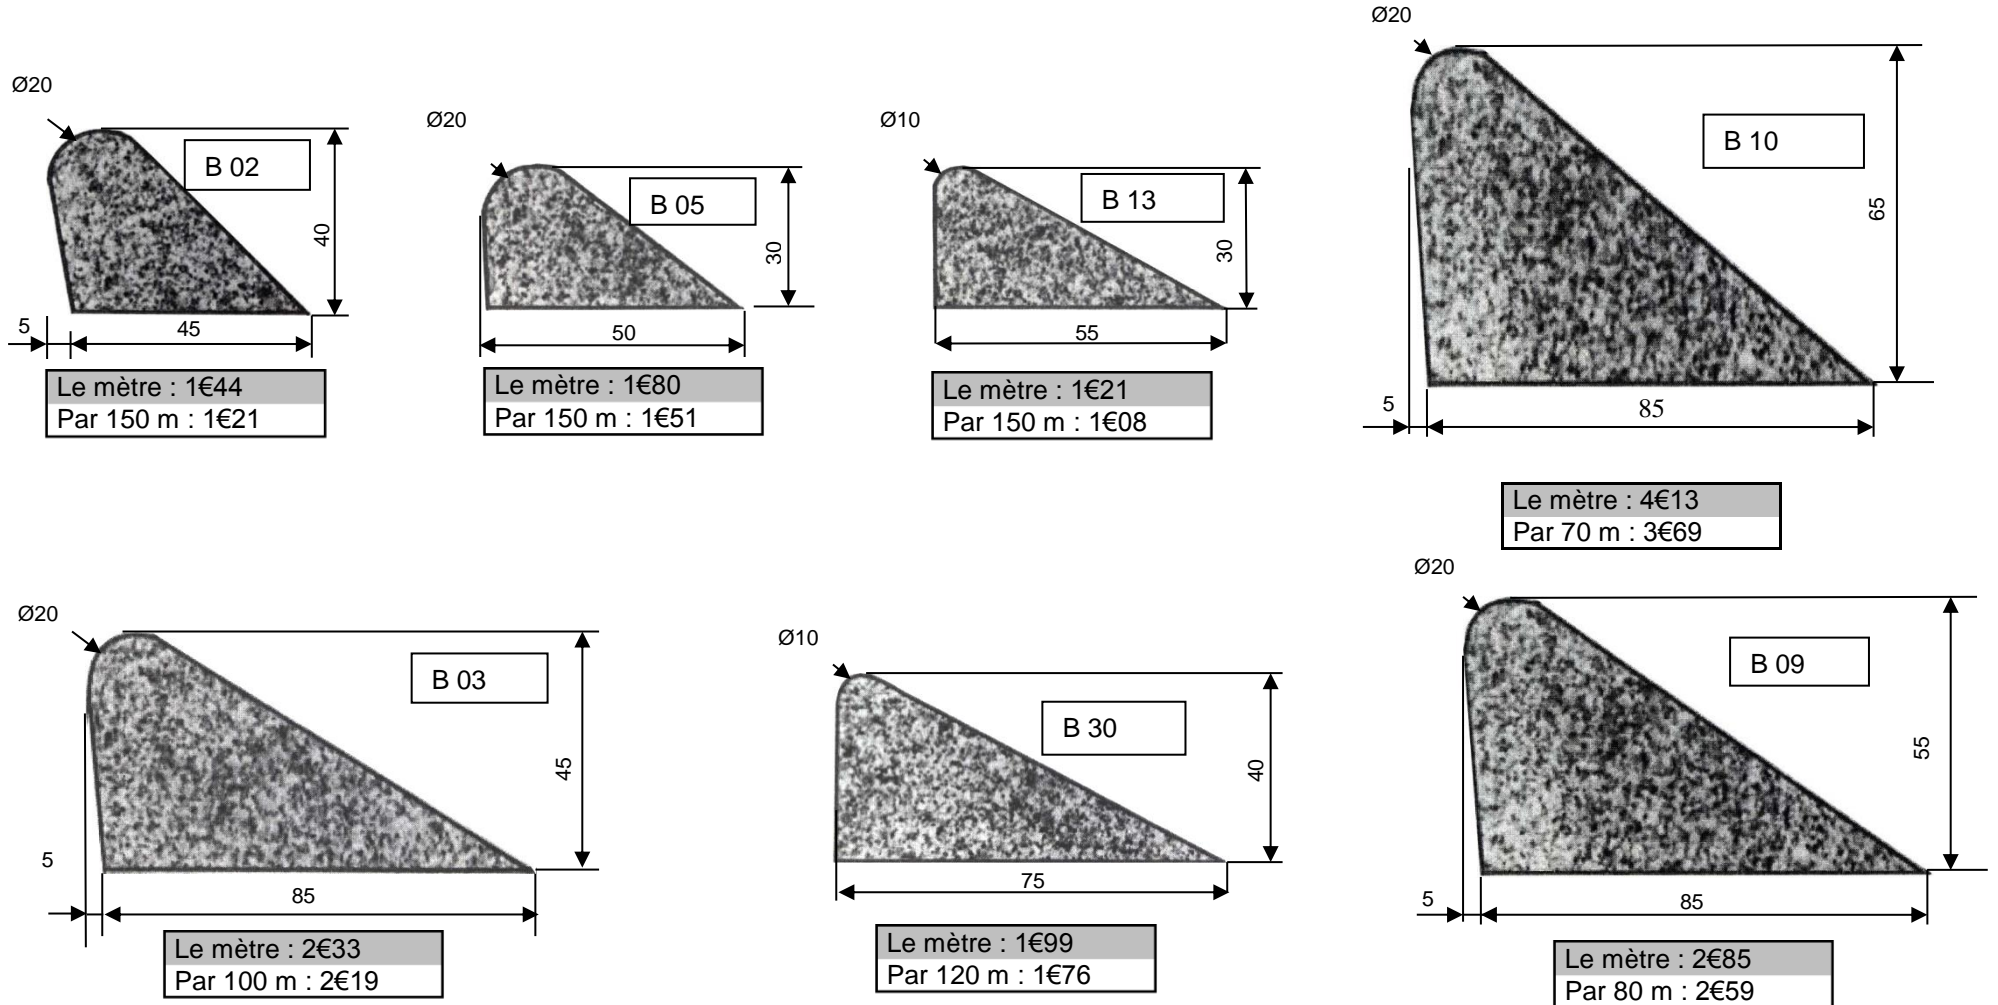 Ø20
B 02
40
5
45
Le mètre : 1€44
Par 150 m : 1€21
Ø20
B 05
30
50
Le mètre : 1€80
Par 150 m : 1€51
Ø10
B 13
30
55
Le mètre : 1€21
Par 150 m : 1€08
Ø20
B 10
65
5
85
Le mètre : 4€13
Par 70 m : 3€69
Ø20
B 03
45
5
85
Le mètre : 2€33
Par 100 m : 2€19
Ø10
B 30
40
75
Le mètre : 1€99
Par 120 m : 1€76
Ø20
B 09
55
5
85
Le mètre : 2€85
Par 80 m : 2€59